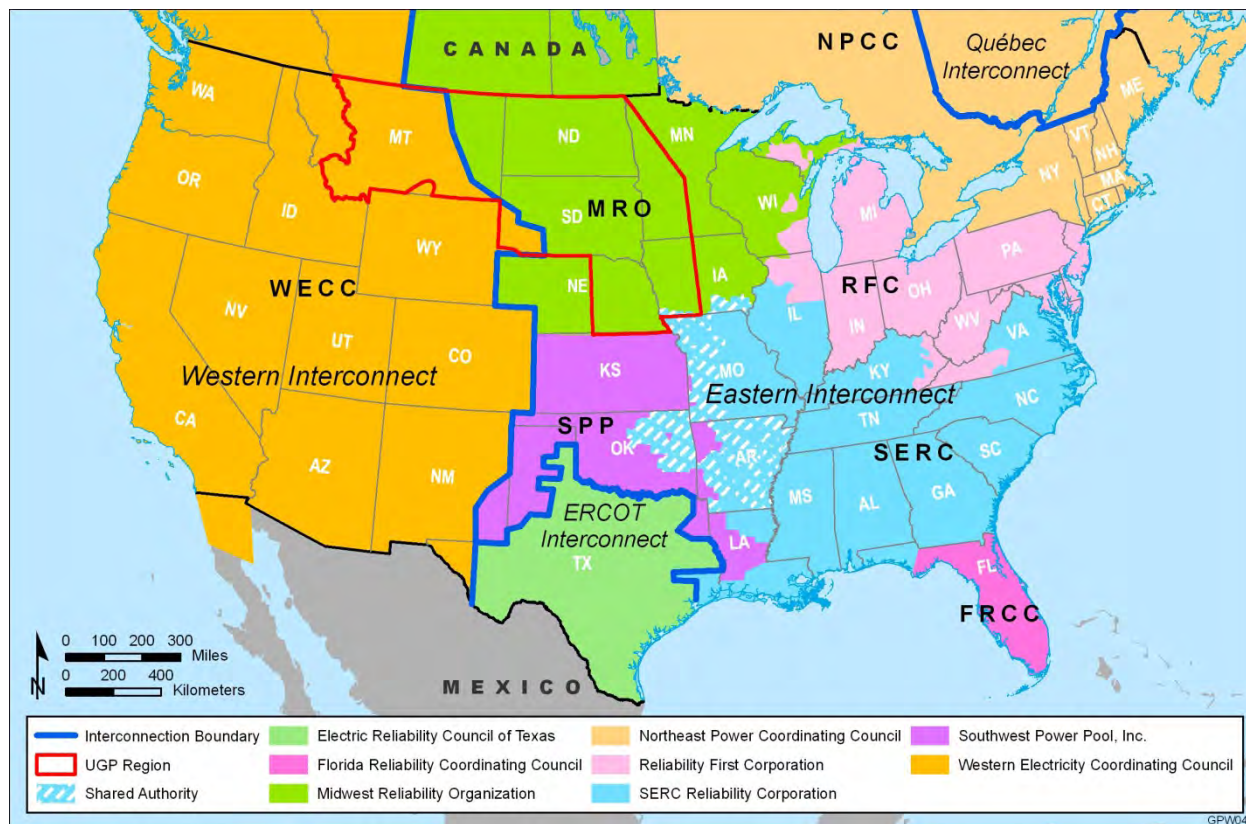 CANADA
NPCC
Québec
Interconnect
WA
MT
ND
MN
ME
VT
NH
OR
ID
SD
MRO
WI
MI
NY
MA
CT
WY
WECC
NE
IA
RFC
PA
NV
UT
CO
IL
IN
OH
WV
VA
Western Interconnect
KS
MO
KY
Eastern Interconnect
CA
SPP
TN
NC
AZ
NM
OK
AR
SERC
SC
ERCOT
Interconnect
MS
AL
GA
TX
LA
FL
FRCC
0 100 200 300
Miles
0 200 400
Kilometers
N
MEXICO
Interconnection Boundary
Electric Reliability Council of Texas
Northeast Power Coordinating Council
Southwest Power Pool, Inc.
UGP Region
Florida Reliability Coordinating Council
Reliability First Corporation
Western Electricity Coordinating Council
Shared Authority
Midwest Reliability Organization
SERC Reliability Corporation
GPW04